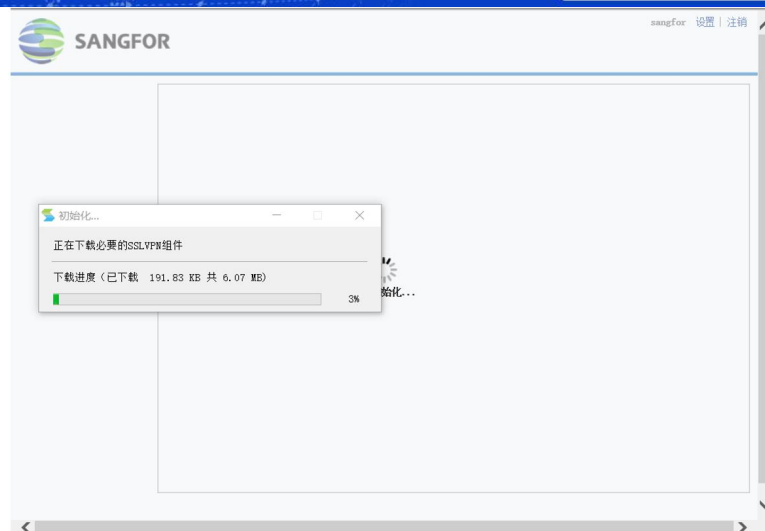 SANGFOR
sangfor 设置 | 注销
初始化...
正在下载必要的SSLVPN组件
下载进度（已下载 191.83 KB 共 6.07 MB）
3%
始化...